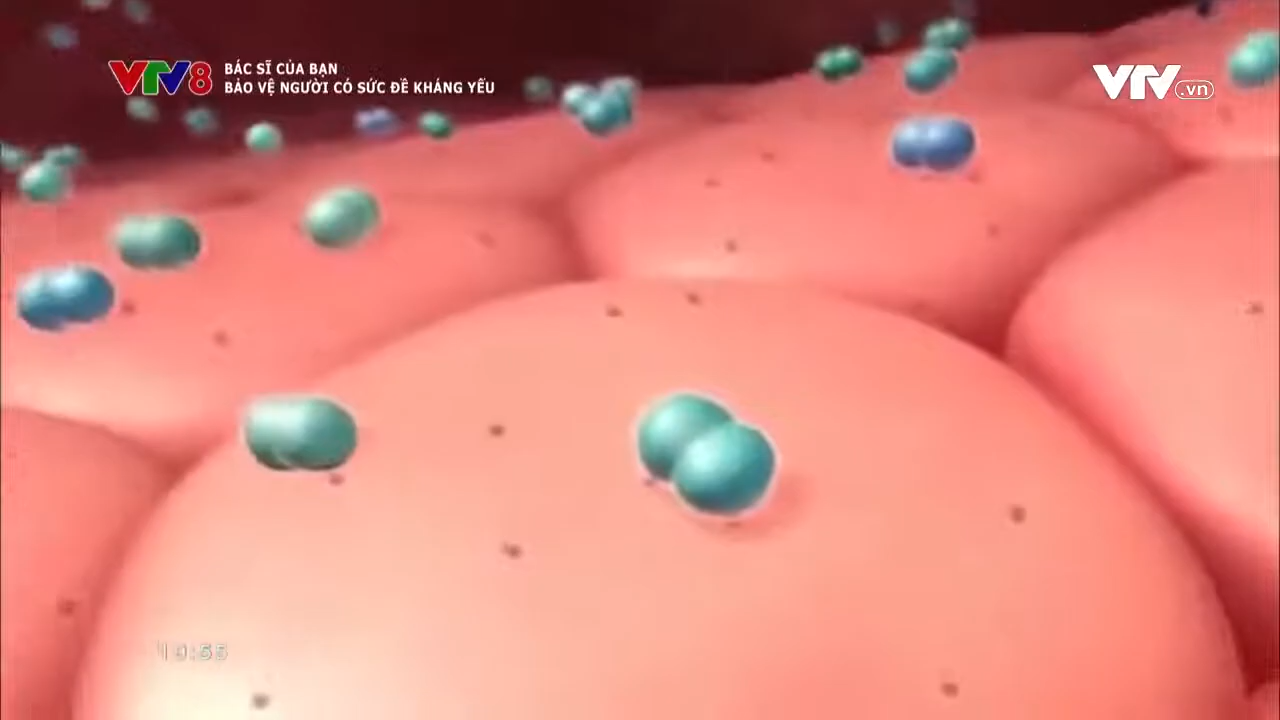 VTV8
BÁC SĨ CỦA BẠN
BẢO VỆ NGƯỜI CÓ SỨC ĐỀ KHÁNG YẾU
VTV.vn
10:55